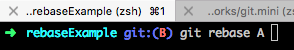 ..rebaseExample (zsh) ⌘1 ..orks/git.mini (zsh)
➜ rebaseExample git:(B) git rebase A